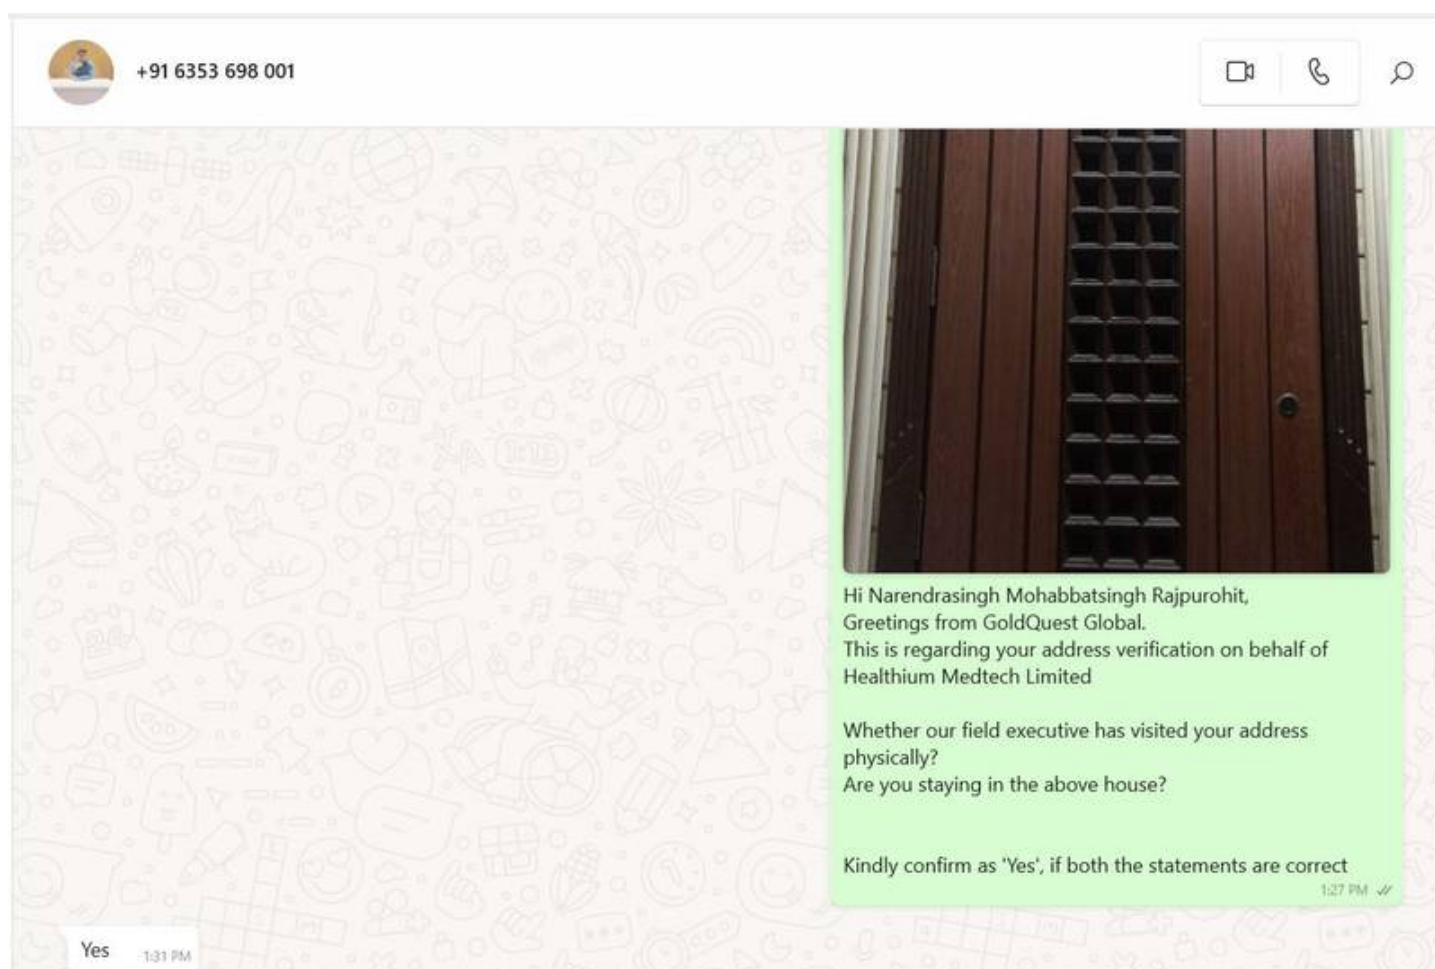 +91 6353 698 001
Hi Narendrasingh Mohabbatsingh Rajpurohit,
Greetings from GoldQuest Global.
This is regarding your address verification on behalf of
Healthium Medtech Limited
Whether our field executive has visited your address
physically?
Are you staying in the above house?
Kindly confirm as 'Yes', if both the statements are correct
1:27 PM
Yes 1:31 PM